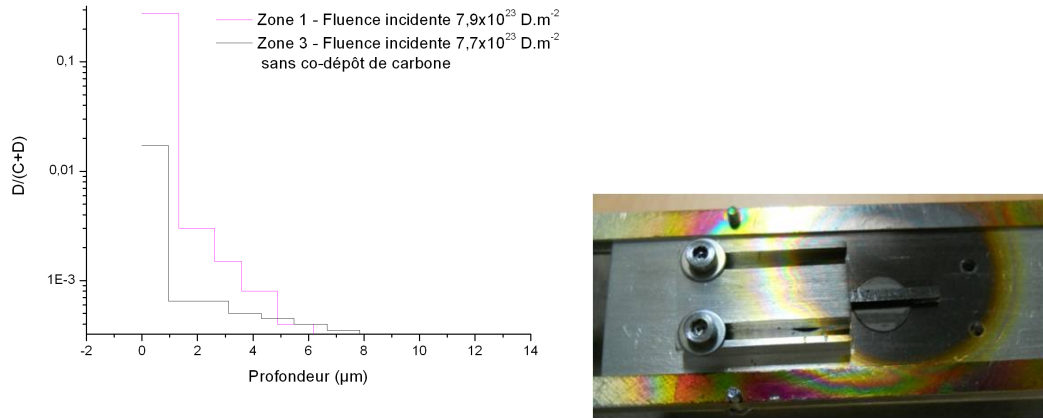 Zone 1 - Fluence incidente 7,9x10²³ D.m⁻²
Zone 3 - Fluence incidente 7,7x10²³ D.m⁻²
sans co-dépôt de carbone
0,1
0,01
1E-3
D/(C+D)
-2 0 2 4 6 8 10 12 14
Profondeur (µm)